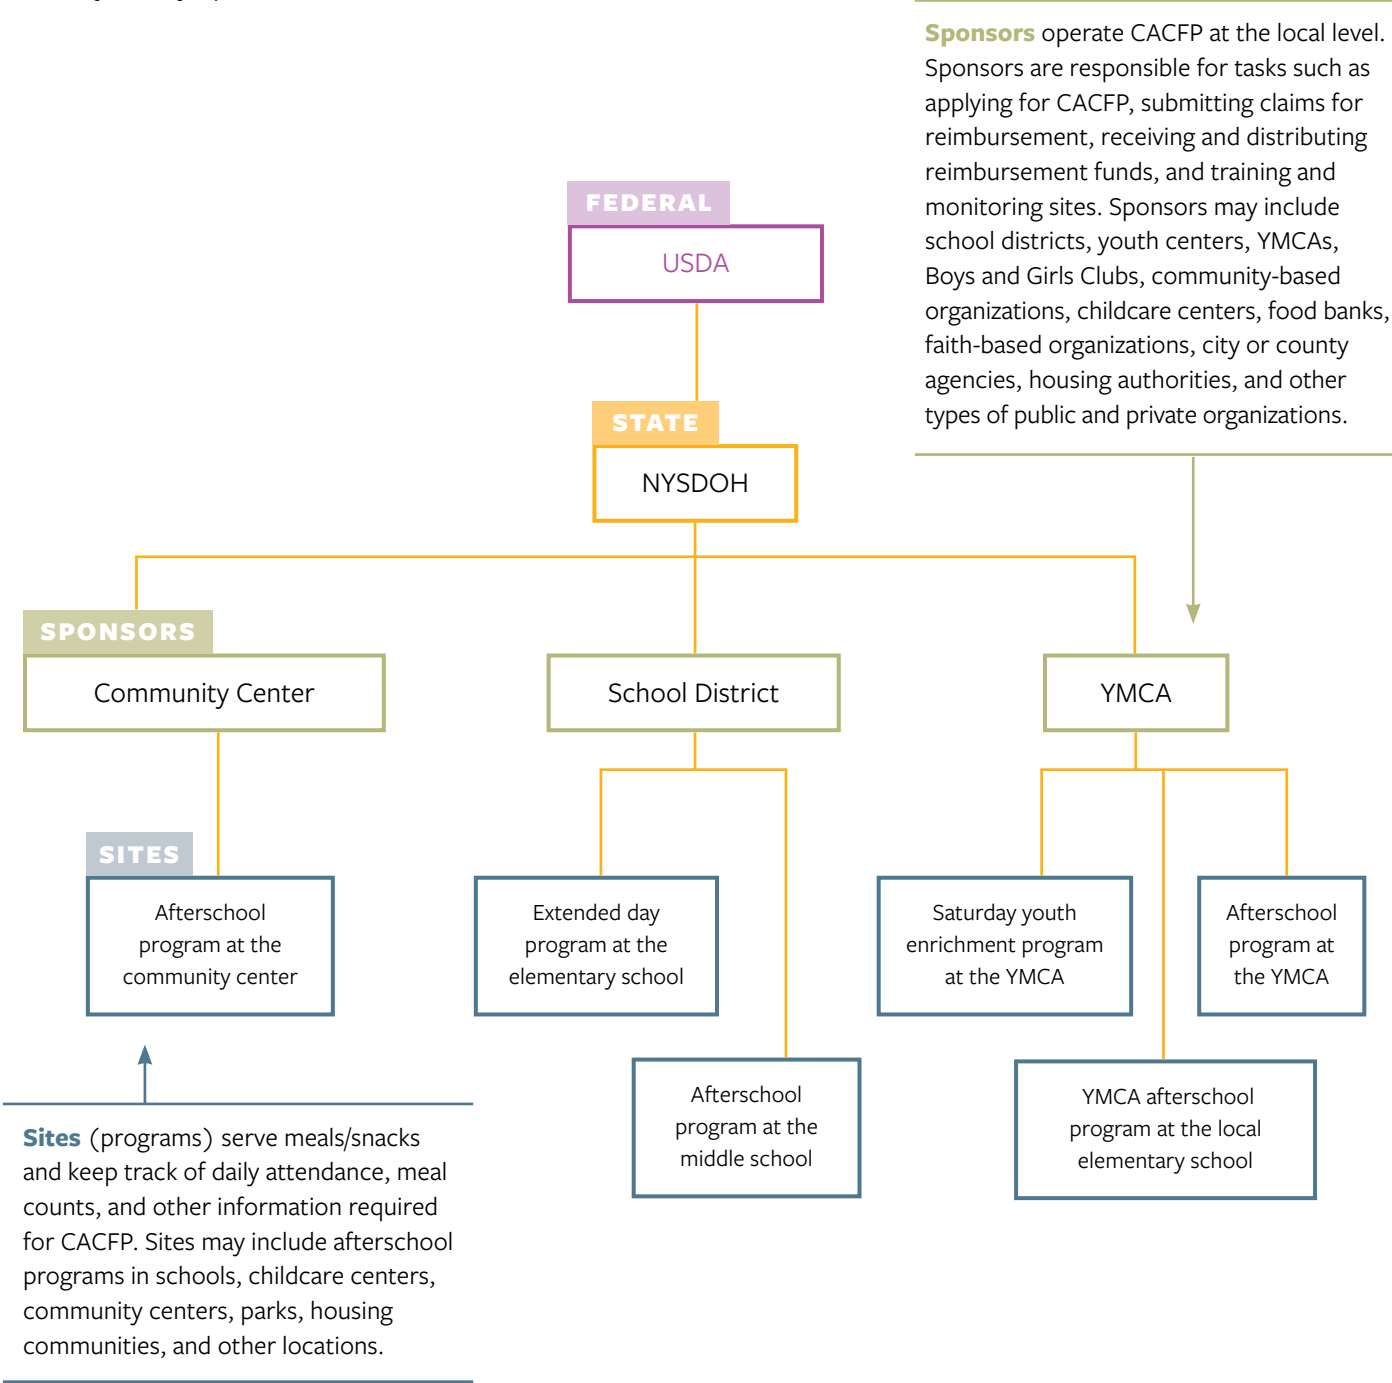 Sponsors operate CACFP at the local level.
Sponsors are responsible for tasks such as
applying for CACFP, submitting claims for
reimbursement, receiving and distributing
reimbursement funds, and training and
monitoring sites. Sponsors may include
school districts, youth centers, YMCAs,
Boys and Girls Clubs, community-based
organizations, childcare centers, food banks,
faith-based organizations, city or county
agencies, housing authorities, and other
types of public and private organizations.
FEDERAL
USDA
STATE
NYSDOH
SPONSORS
Community Center
School District
YMCA
SITES
Afterschool
program at the
community center
Extended day
program at the
elementary school
Saturday youth
enrichment program
at the YMCA
Afterschool
program at
the YMCA
Afterschool
program at the
middle school
YMCA afterschool
program at the local
elementary school
Sites (programs) serve meals/snacks
and keep track of daily attendance, meal
counts, and other information required
for CACFP. Sites may include afterschool
programs in schools, childcare centers,
community centers, parks, housing
communities, and other locations.